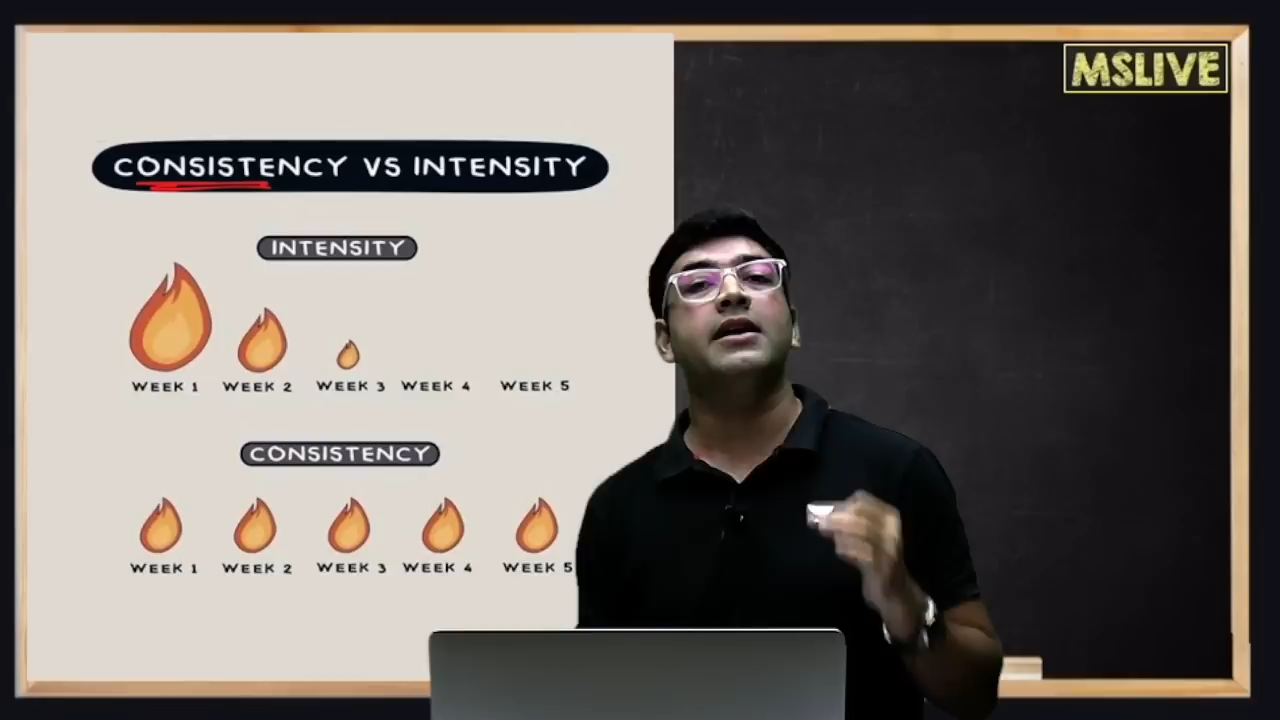 MSLIVE
CONSISTENCY VS INTENSITY
INTENSITY
WEEK 1 WEEK 2 WEEK 3 WEEK 4 WEEK 5
CONSISTENCY
WEEK 1 WEEK 2 WEEK 3 WEEK 4 WEEK 5